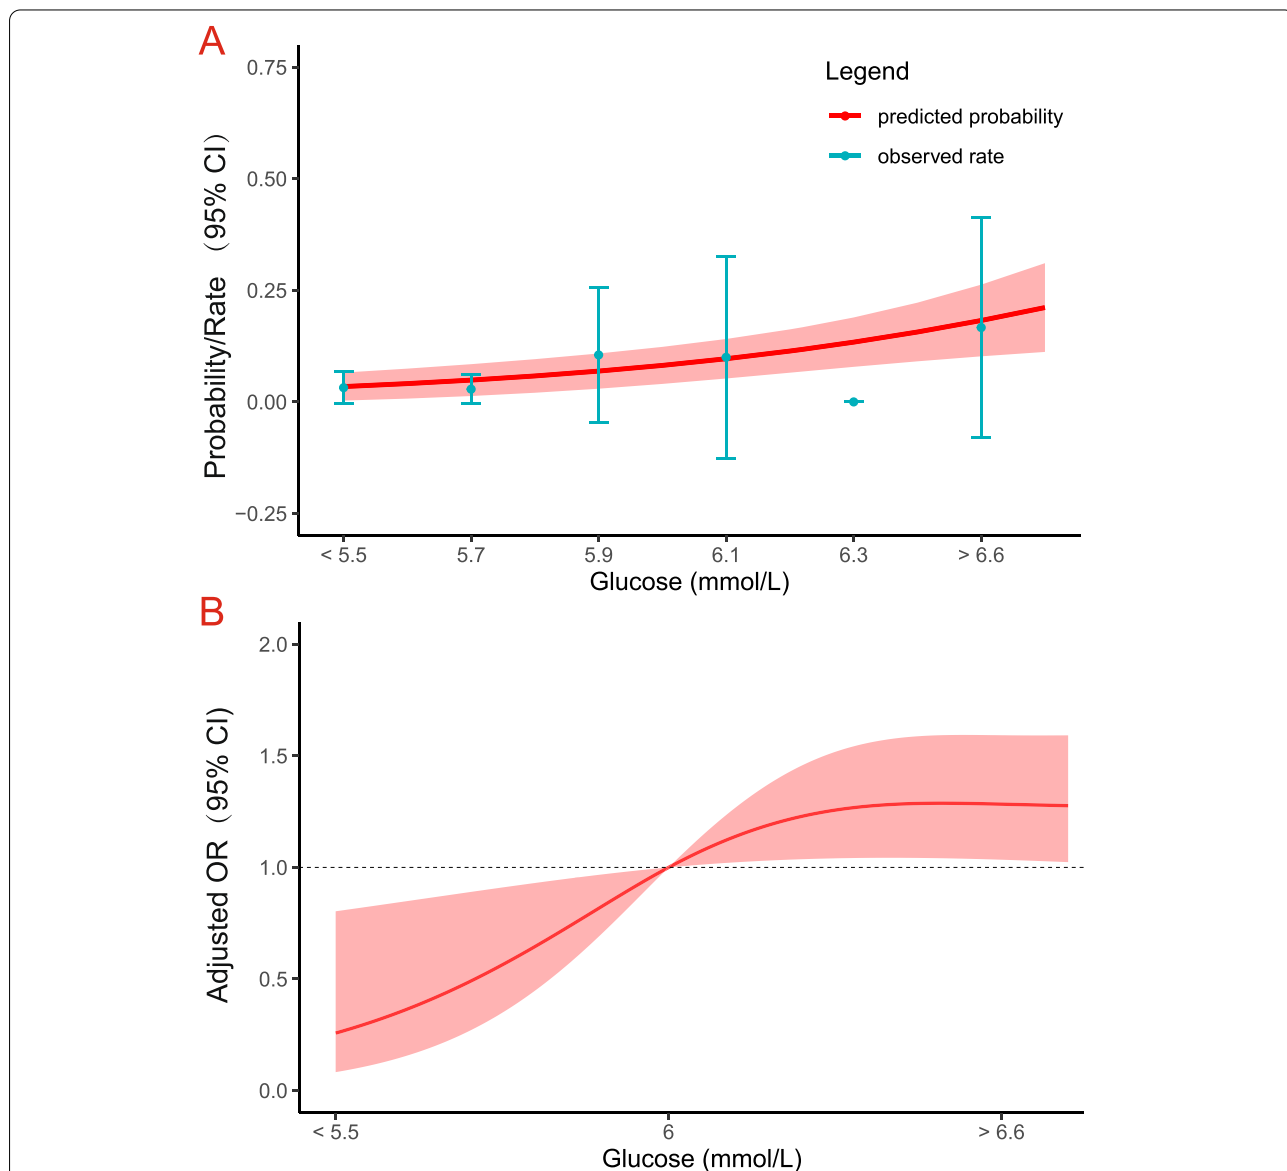 A
0.75
0.50
0.25
0.00
−0.25
Probability/Rate （95% CI）
Legend
predicted probability
observed rate
< 5.5 5.7 5.9 6.1 6.3 > 6.6
Glucose (mmol/L)
B
2.0
1.5
1.0
0.5
0.0
Adjusted OR（95% CI)
< 5.5 6 > 6.6
Glucose (mmol/L)